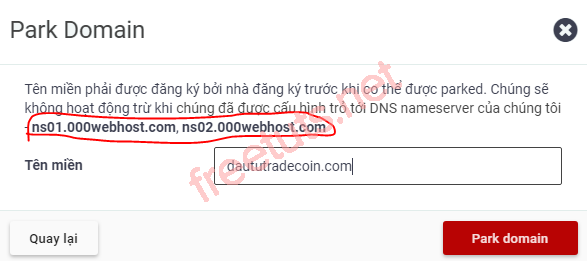 Park Domain
Tên miền phải được đăng ký bởi nhà đăng ký trước khi có thể được parked. Chúng sẽ
không hoạt động trừ khi chúng đã được cấu hình trỏ tới DNS nameserver của chúng tôi
- ns01.000webhost.com, ns02.000webhost.com
Tên miền
daututradecoin.com
Quay lại
Park domain
freetuts.net